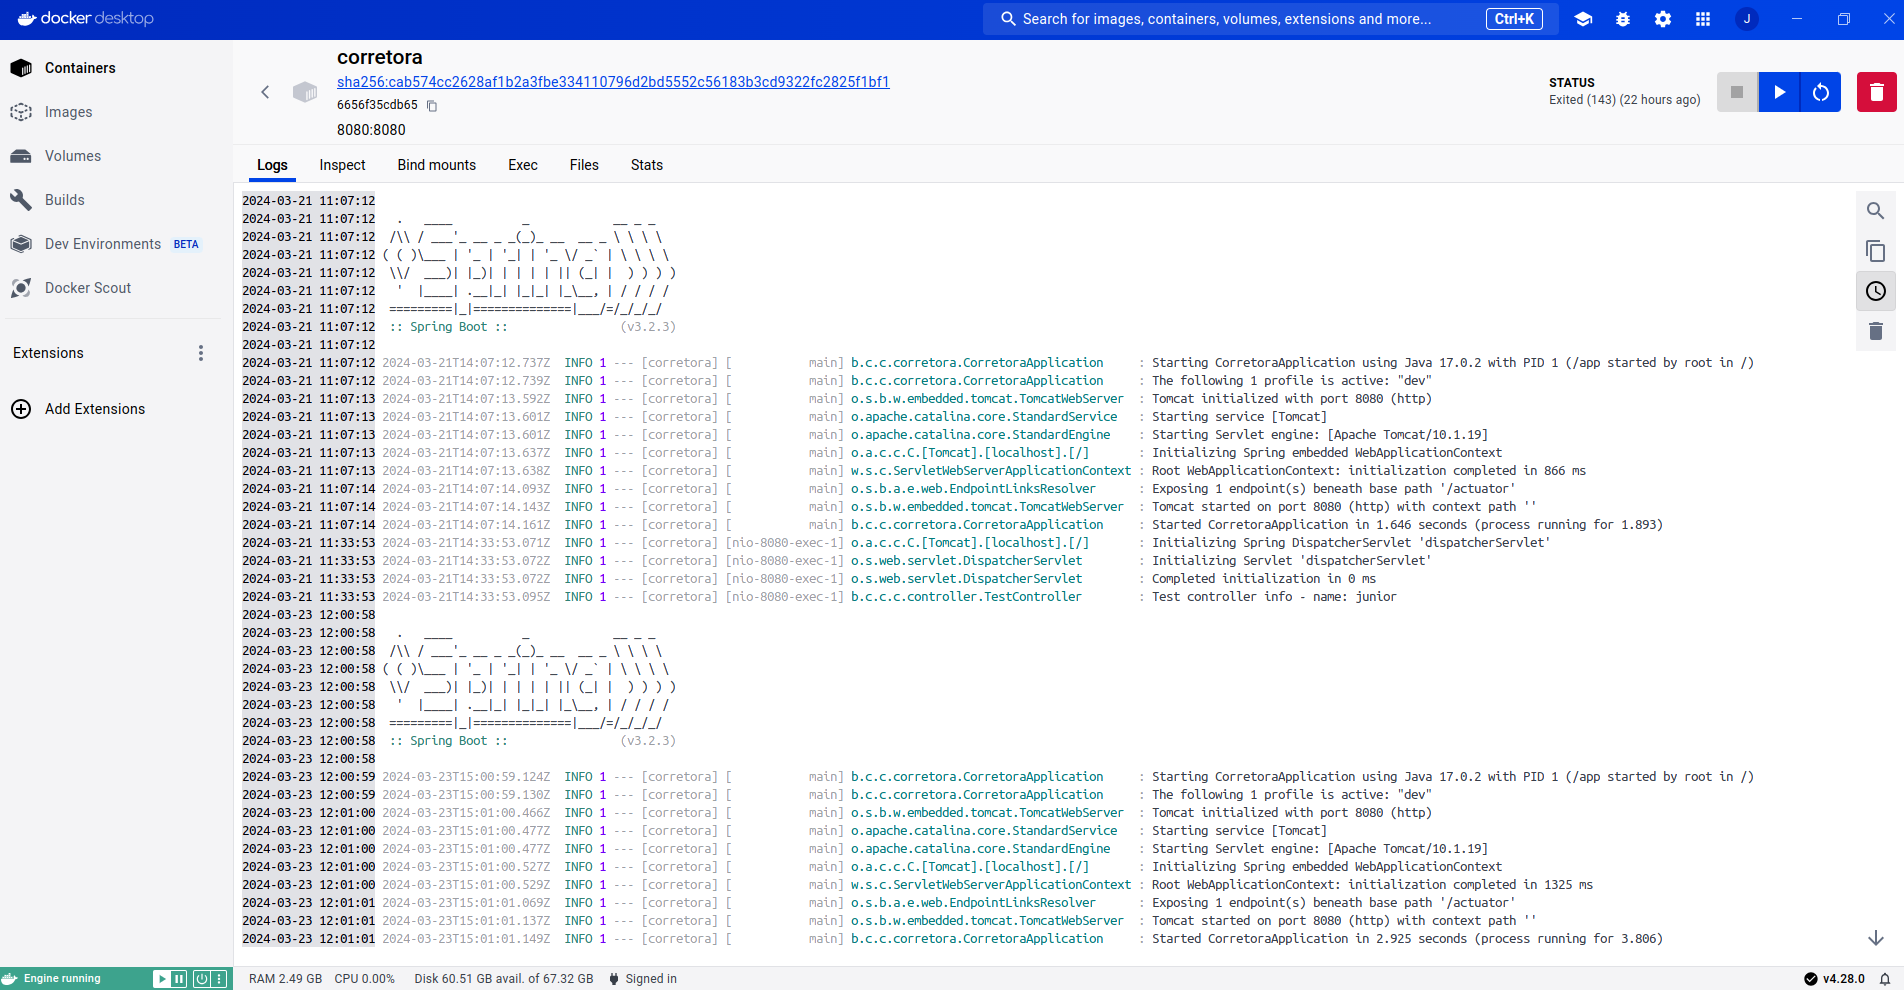 docker desktop
Search for images, containers, volumes, extensions and more...
Ctrl+K
J
Containers
Images
Volumes
Builds
Dev Environments BETA
Docker Scout
Extensions
Add Extensions
corretora
sha256:cab574cc2628af1b2a3fbe334110796d2bd5552c56183b3cd9322fc2825f1bf1
6656f35cdb65
8080:8080
STATUS
Exited (143) (22 hours ago)
Logs Inspect Bind mounts Exec Files Stats
2024-03-21 11:07:12
2024-03-21 11:07:12   .   ____          _            __ _ _
2024-03-21 11:07:12  /\\ / ___'_ __ _ _(_)_ __  __ _ \ \ \ \
2024-03-21 11:07:12 ( ( )\___ | '_ | '_| | '_ \/ _` | \ \ \ \
2024-03-21 11:07:12  \\/  ___)| |_)| | | | | || (_| |  ) ) ) )
2024-03-21 11:07:12   '  |____| .__|_| |_|_| |_\__, | / / / /
2024-03-21 11:07:12  =========|_|==============|___/=/_/_/_/
2024-03-21 11:07:12  :: Spring Boot ::                (v3.2.3)
2024-03-21 11:07:12
2024-03-21 11:07:12 2024-03-21T14:07:12.737Z  INFO 1 --- [corretora] [           main] b.c.c.corretora.CorretoraApplication     : Starting CorretoraApplication using Java 17.0.2 with PID 1 (/app started by root in /)
2024-03-21 11:07:12 2024-03-21T14:07:12.739Z  INFO 1 --- [corretora] [           main] b.c.c.corretora.CorretoraApplication     : The following 1 profile is active: "dev"
2024-03-21 11:07:13 2024-03-21T14:07:13.592Z  INFO 1 --- [corretora] [           main] o.s.b.w.embedded.tomcat.TomcatWebServer  : Tomcat initialized with port 8080 (http)
2024-03-21 11:07:13 2024-03-21T14:07:13.601Z  INFO 1 --- [corretora] [           main] o.apache.catalina.core.StandardService   : Starting service [Tomcat]
2024-03-21 11:07:13 2024-03-21T14:07:13.601Z  INFO 1 --- [corretora] [           main] o.apache.catalina.core.StandardEngine    : Starting Servlet engine: [Apache Tomcat/10.1.19]
2024-03-21 11:07:13 2024-03-21T14:07:13.637Z  INFO 1 --- [corretora] [           main] o.a.c.c.C.[Tomcat].[localhost].[/]       : Initializing Spring embedded WebApplicationContext
2024-03-21 11:07:13 2024-03-21T14:07:13.638Z  INFO 1 --- [corretora] [           main] w.s.c.ServletWebServerApplicationContext : Root WebApplicationContext: initialization completed in 866 ms
2024-03-21 11:07:14 2024-03-21T14:07:14.093Z  INFO 1 --- [corretora] [           main] o.s.b.a.e.web.EndpointLinksResolver      : Exposing 1 endpoint(s) beneath base path '/actuator'
2024-03-21 11:07:14 2024-03-21T14:07:14.143Z  INFO 1 --- [corretora] [           main] o.s.b.w.embedded.tomcat.TomcatWebServer  : Tomcat started on port 8080 (http) with context path ''
2024-03-21 11:07:14 2024-03-21T14:07:14.161Z  INFO 1 --- [corretora] [           main] b.c.c.corretora.CorretoraApplication     : Started CorretoraApplication in 1.646 seconds (process running for 1.893)
2024-03-21 11:33:53 2024-03-21T14:33:53.071Z  INFO 1 --- [corretora] [nio-8080-exec-1] o.a.c.c.C.[Tomcat].[localhost].[/]       : Initializing Spring DispatcherServlet 'dispatcherServlet'
2024-03-21 11:33:53 2024-03-21T14:33:53.072Z  INFO 1 --- [corretora] [nio-8080-exec-1] o.s.web.servlet.DispatcherServlet        : Initializing Servlet 'dispatcherServlet'
2024-03-21 11:33:53 2024-03-21T14:33:53.072Z  INFO 1 --- [corretora] [nio-8080-exec-1] o.s.web.servlet.DispatcherServlet        : Completed initialization in 0 ms
2024-03-21 11:33:53 2024-03-21T14:33:53.095Z  INFO 1 --- [corretora] [nio-8080-exec-1] b.c.c.c.controller.TestController        : Test controller info - name: junior
2024-03-23 12:00:58
2024-03-23 12:00:58   .   ____          _            __ _ _
2024-03-23 12:00:58  /\\ / ___'_ __ _ _(_)_ __  __ _ \ \ \ \
2024-03-23 12:00:58 ( ( )\___ | '_ | '_| | '_ \/ _` | \ \ \ \
2024-03-23 12:00:58  \\/  ___)| |_)| | | | | || (_| |  ) ) ) )
2024-03-23 12:00:58   '  |____| .__|_| |_|_| |_\__, | / / / /
2024-03-23 12:00:58  =========|_|==============|___/=/_/_/_/
2024-03-23 12:00:58  :: Spring Boot ::                (v3.2.3)
2024-03-23 12:00:58
2024-03-23 12:00:59 2024-03-23T15:00:59.124Z  INFO 1 --- [corretora] [           main] b.c.c.corretora.CorretoraApplication     : Starting CorretoraApplication using Java 17.0.2 with PID 1 (/app started by root in /)
2024-03-23 12:00:59 2024-03-23T15:00:59.130Z  INFO 1 --- [corretora] [           main] b.c.c.corretora.CorretoraApplication     : The following 1 profile is active: "dev"
2024-03-23 12:01:00 2024-03-23T15:01:00.466Z  INFO 1 --- [corretora] [           main] o.s.b.w.embedded.tomcat.TomcatWebServer  : Tomcat initialized with port 8080 (http)
2024-03-23 12:01:00 2024-03-23T15:01:00.477Z  INFO 1 --- [corretora] [           main] o.apache.catalina.core.StandardService   : Starting service [Tomcat]
2024-03-23 12:01:00 2024-03-23T15:01:00.477Z  INFO 1 --- [corretora] [           main] o.apache.catalina.core.StandardEngine    : Starting Servlet engine: [Apache Tomcat/10.1.19]
2024-03-23 12:01:00 2024-03-23T15:01:00.527Z  INFO 1 --- [corretora] [           main] o.a.c.c.C.[Tomcat].[localhost].[/]       : Initializing Spring embedded WebApplicationContext
2024-03-23 12:01:00 2024-03-23T15:01:00.529Z  INFO 1 --- [corretora] [           main] w.s.c.ServletWebServerApplicationContext : Root WebApplicationContext: initialization completed in 1325 ms
2024-03-23 12:01:01 2024-03-23T15:01:01.069Z  INFO 1 --- [corretora] [           main] o.s.b.a.e.web.EndpointLinksResolver      : Exposing 1 endpoint(s) beneath base path '/actuator'
2024-03-23 12:01:01 2024-03-23T15:01:01.137Z  INFO 1 --- [corretora] [           main] o.s.b.w.embedded.tomcat.TomcatWebServer  : Tomcat started on port 8080 (http) with context path ''
2024-03-23 12:01:01 2024-03-23T15:01:01.149Z  INFO 1 --- [corretora] [           main] b.c.c.corretora.CorretoraApplication     : Started CorretoraApplication in 2.925 seconds (process running for 3.806)
Engine running
RAM 2.49 GB CPU 0.00% Disk 60.51 GB avail. of 67.32 GB Signed in
v4.28.0